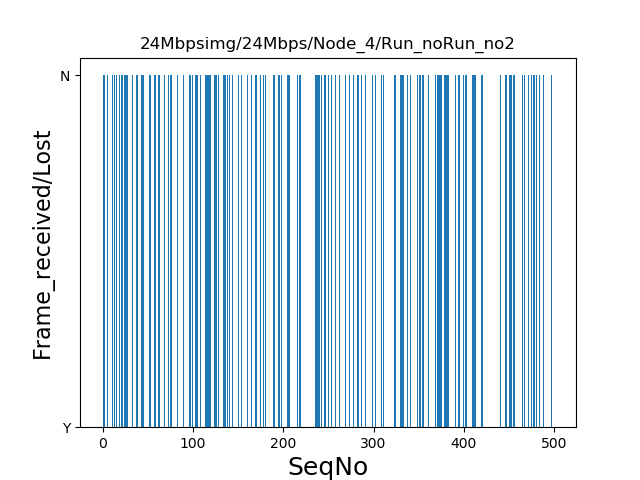 24Mbpsimg/24Mbps/Node_4/Run_noRun_no2
N
Frame_received/Lost
Y
0 100 200 300 400 500
SeqNo